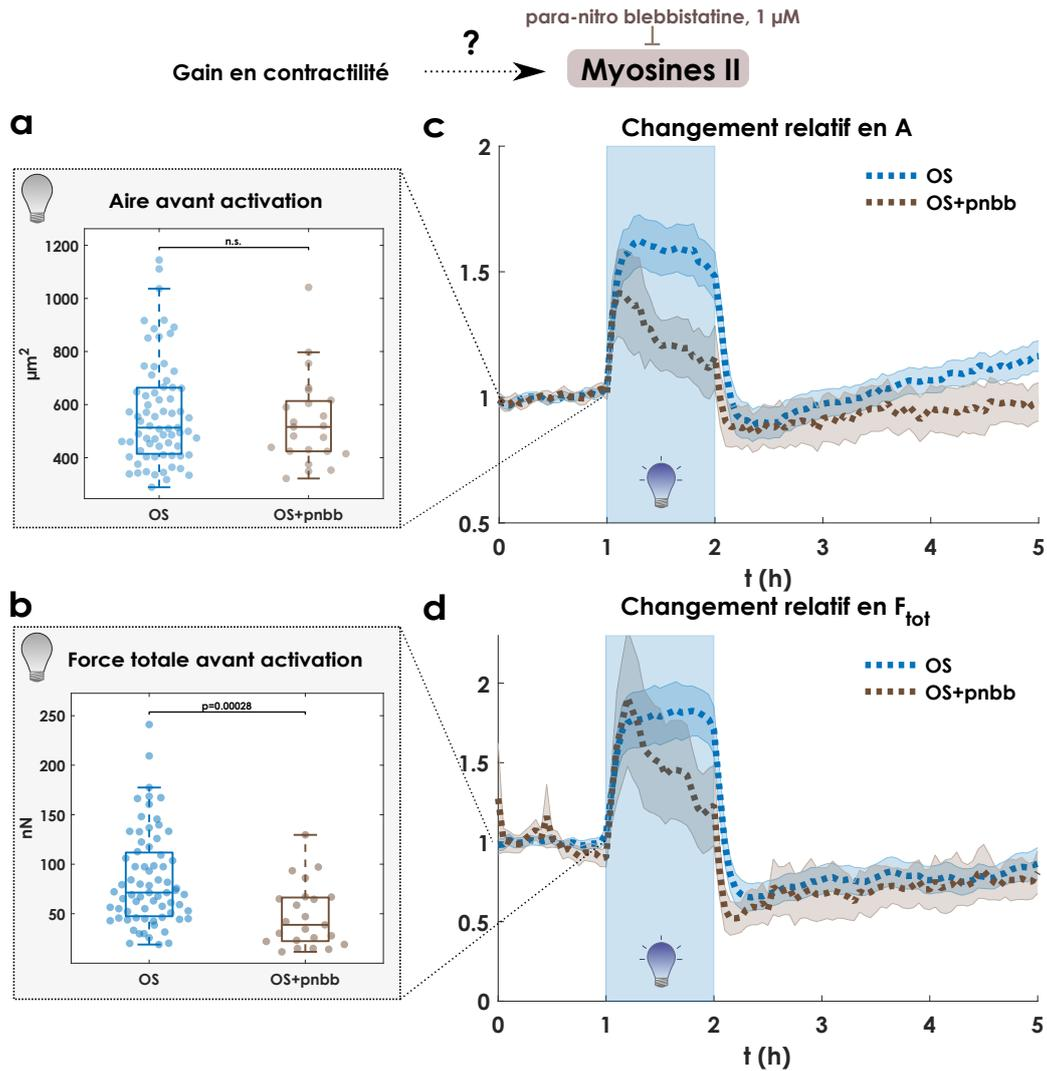 para-nitro blebbistatine, 1 µM
?
Gain en contractilité
Myosines II
a
Aire avant activation
n.s.
1200
1000
800
600
400
µm²
OS
OS+pnbb
c
Changement relatif en A
OS
OS+pnbb
2
1.5
1
0.5
0
1
2
3
4
5
t (h)
b
Force totale avant activation
p=0.00028
250
200
150
100
50
nN
OS
OS+pnbb
d
Changement relatif en Ftot
OS
OS+pnbb
2
1.5
1
0.5
0
0
1
2
3
4
5
t (h)